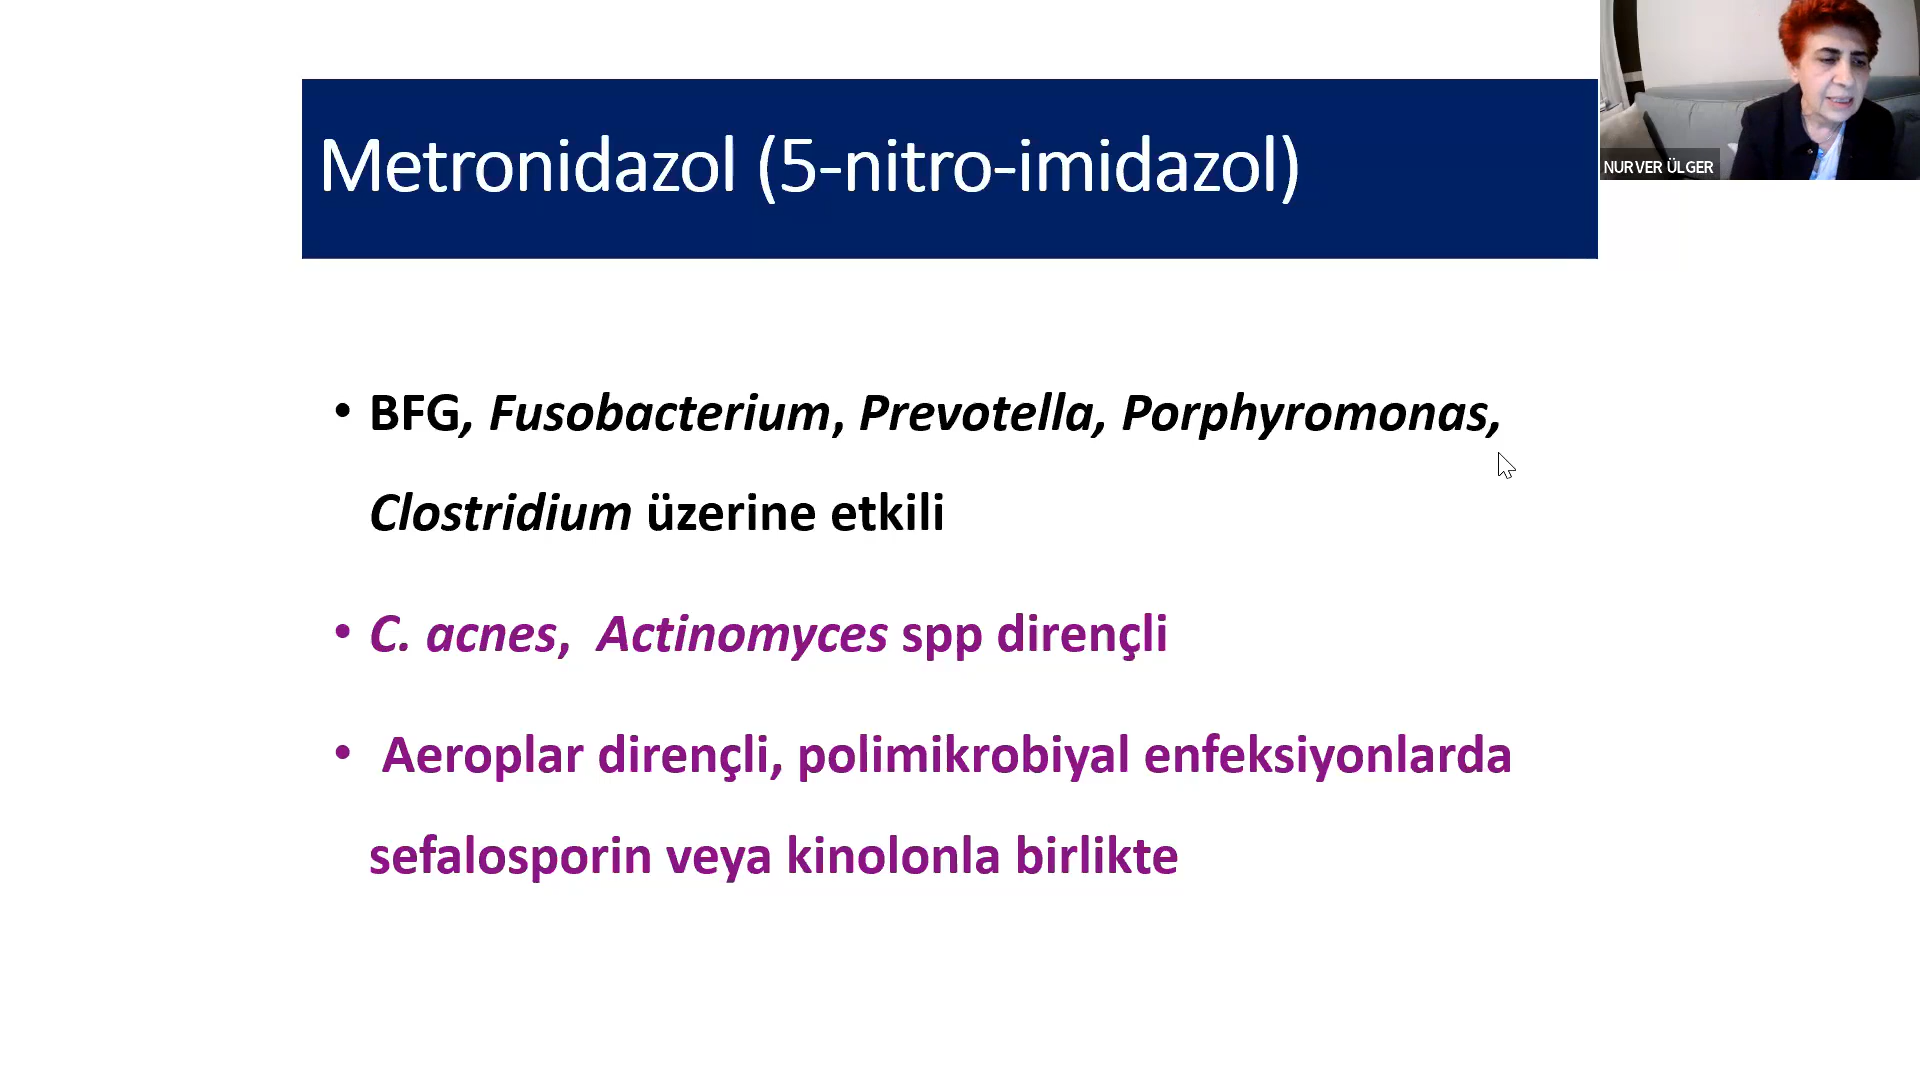 Metronidazol (5-nitro-imidazol)
NURVER ÜLGER
• BFG, Fusobacterium, Prevotella, Porphyromonas,
Clostridium üzerine etkili
• C. acnes, Actinomyces spp dirençli
• Aeroplar dirençli, polimikrobiyal enfeksiyonlarda
sefalosporin veya kinolonla birlikte